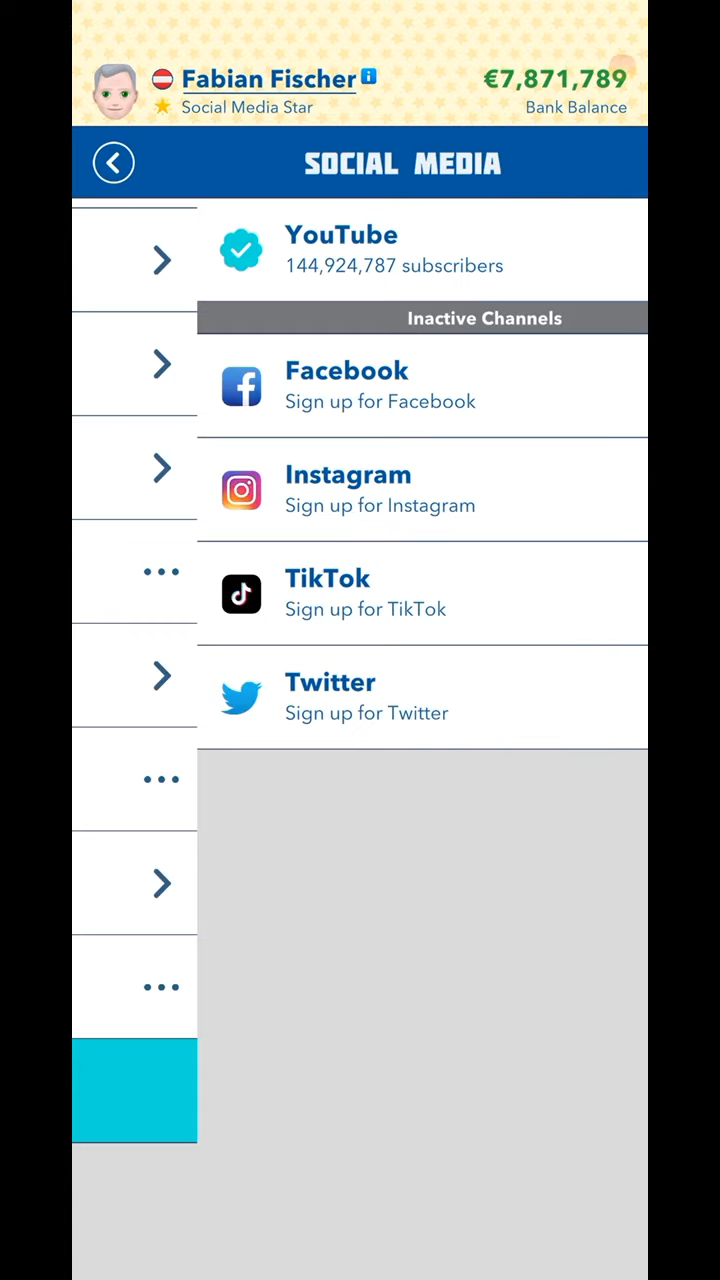 Fabian Fischer
€7,871,789
Social Media Star
Bank Balance
SOCIAL MEDIA
YouTube
144,924,787 subscribers
Inactive Channels
Facebook
Sign up for Facebook
Instagram
Sign up for Instagram
TikTok
Sign up for TikTok
Twitter
Sign up for Twitter